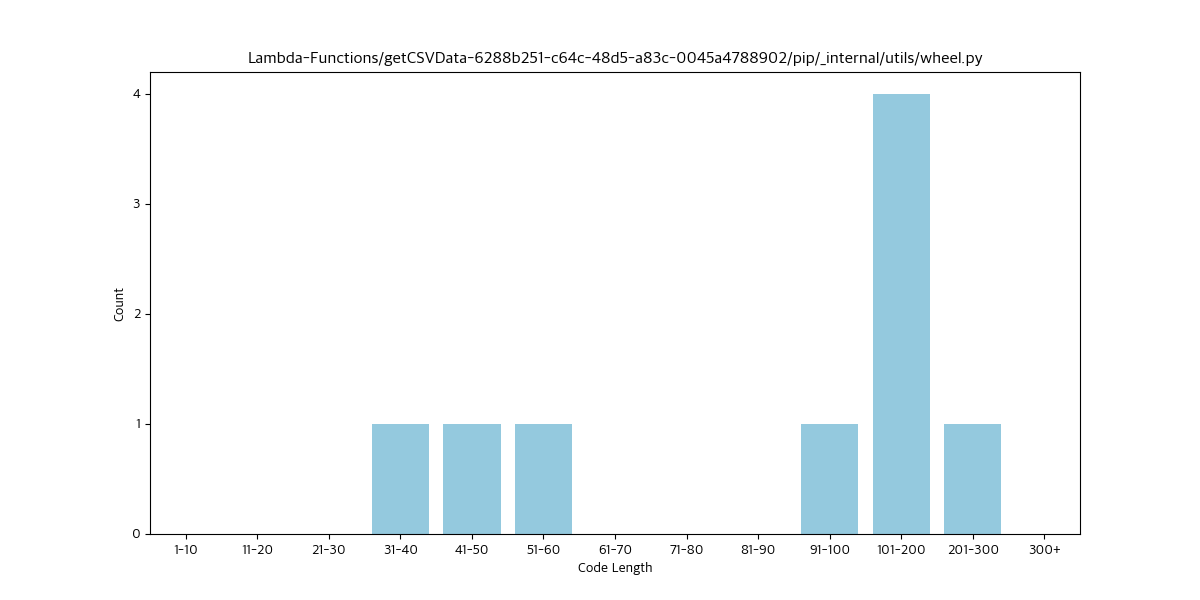 Lambda-Functions/getCSVData-6288b251-c64c-48d5-a83c-0045a4788902/pip/_internal/utils/wheel.py
Count
4
3
2
1
0
1-10 11-20 21-30 31-40 41-50 51-60 61-70 71-80 81-90 91-100 101-200 201-300 300+
Code Length